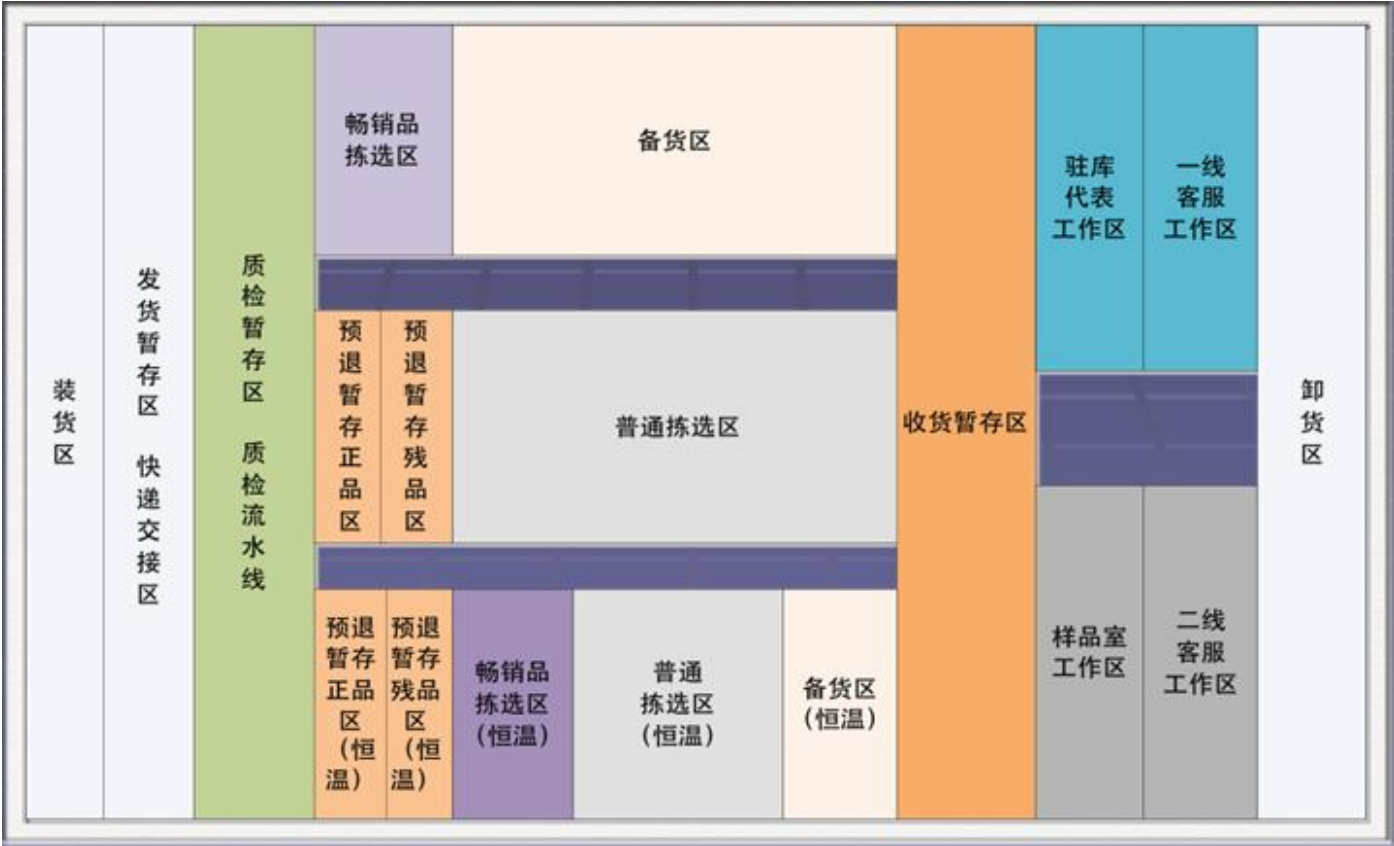 装货区
发货暂存区 快递交接区
质检暂存区 质检流水线
畅销品
拣选区
备货区
预退暂存正品区
预退暂存残品区
普通拣选区
预退
暂存
正品
区
（恒
温）
预退
暂存
残品
区
（恒
温）
畅销品
拣选区
（恒温）
普通
拣选区
（恒温）
备货区
（恒温）
收货暂存区
驻库
代表
工作区
一线
客服
工作区
样品室
工作区
二线
客服
工作区
卸货区